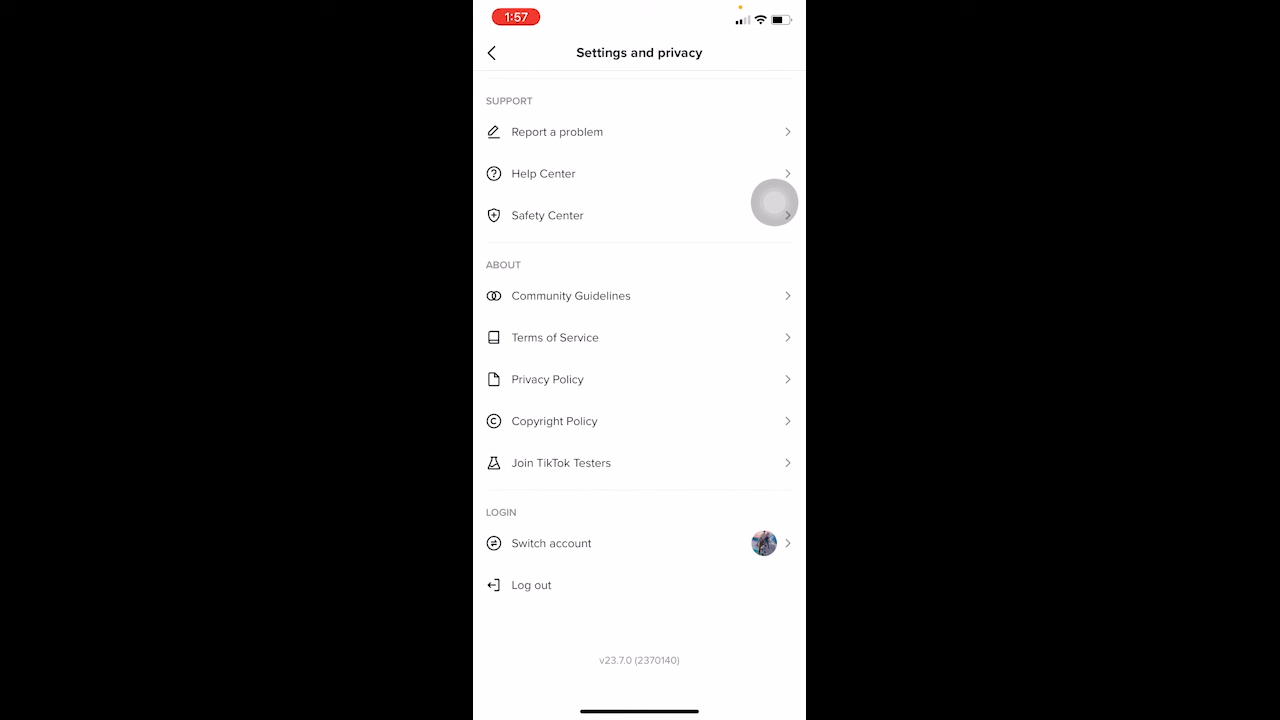 1:57
Settings and privacy
SUPPORT
Report a problem
Help Center
Safety Center
ABOUT
Community Guidelines
Terms of Service
Privacy Policy
Copyright Policy
Join TikTok Testers
LOGIN
Switch account
Log out
v23.7.0 (2370140)